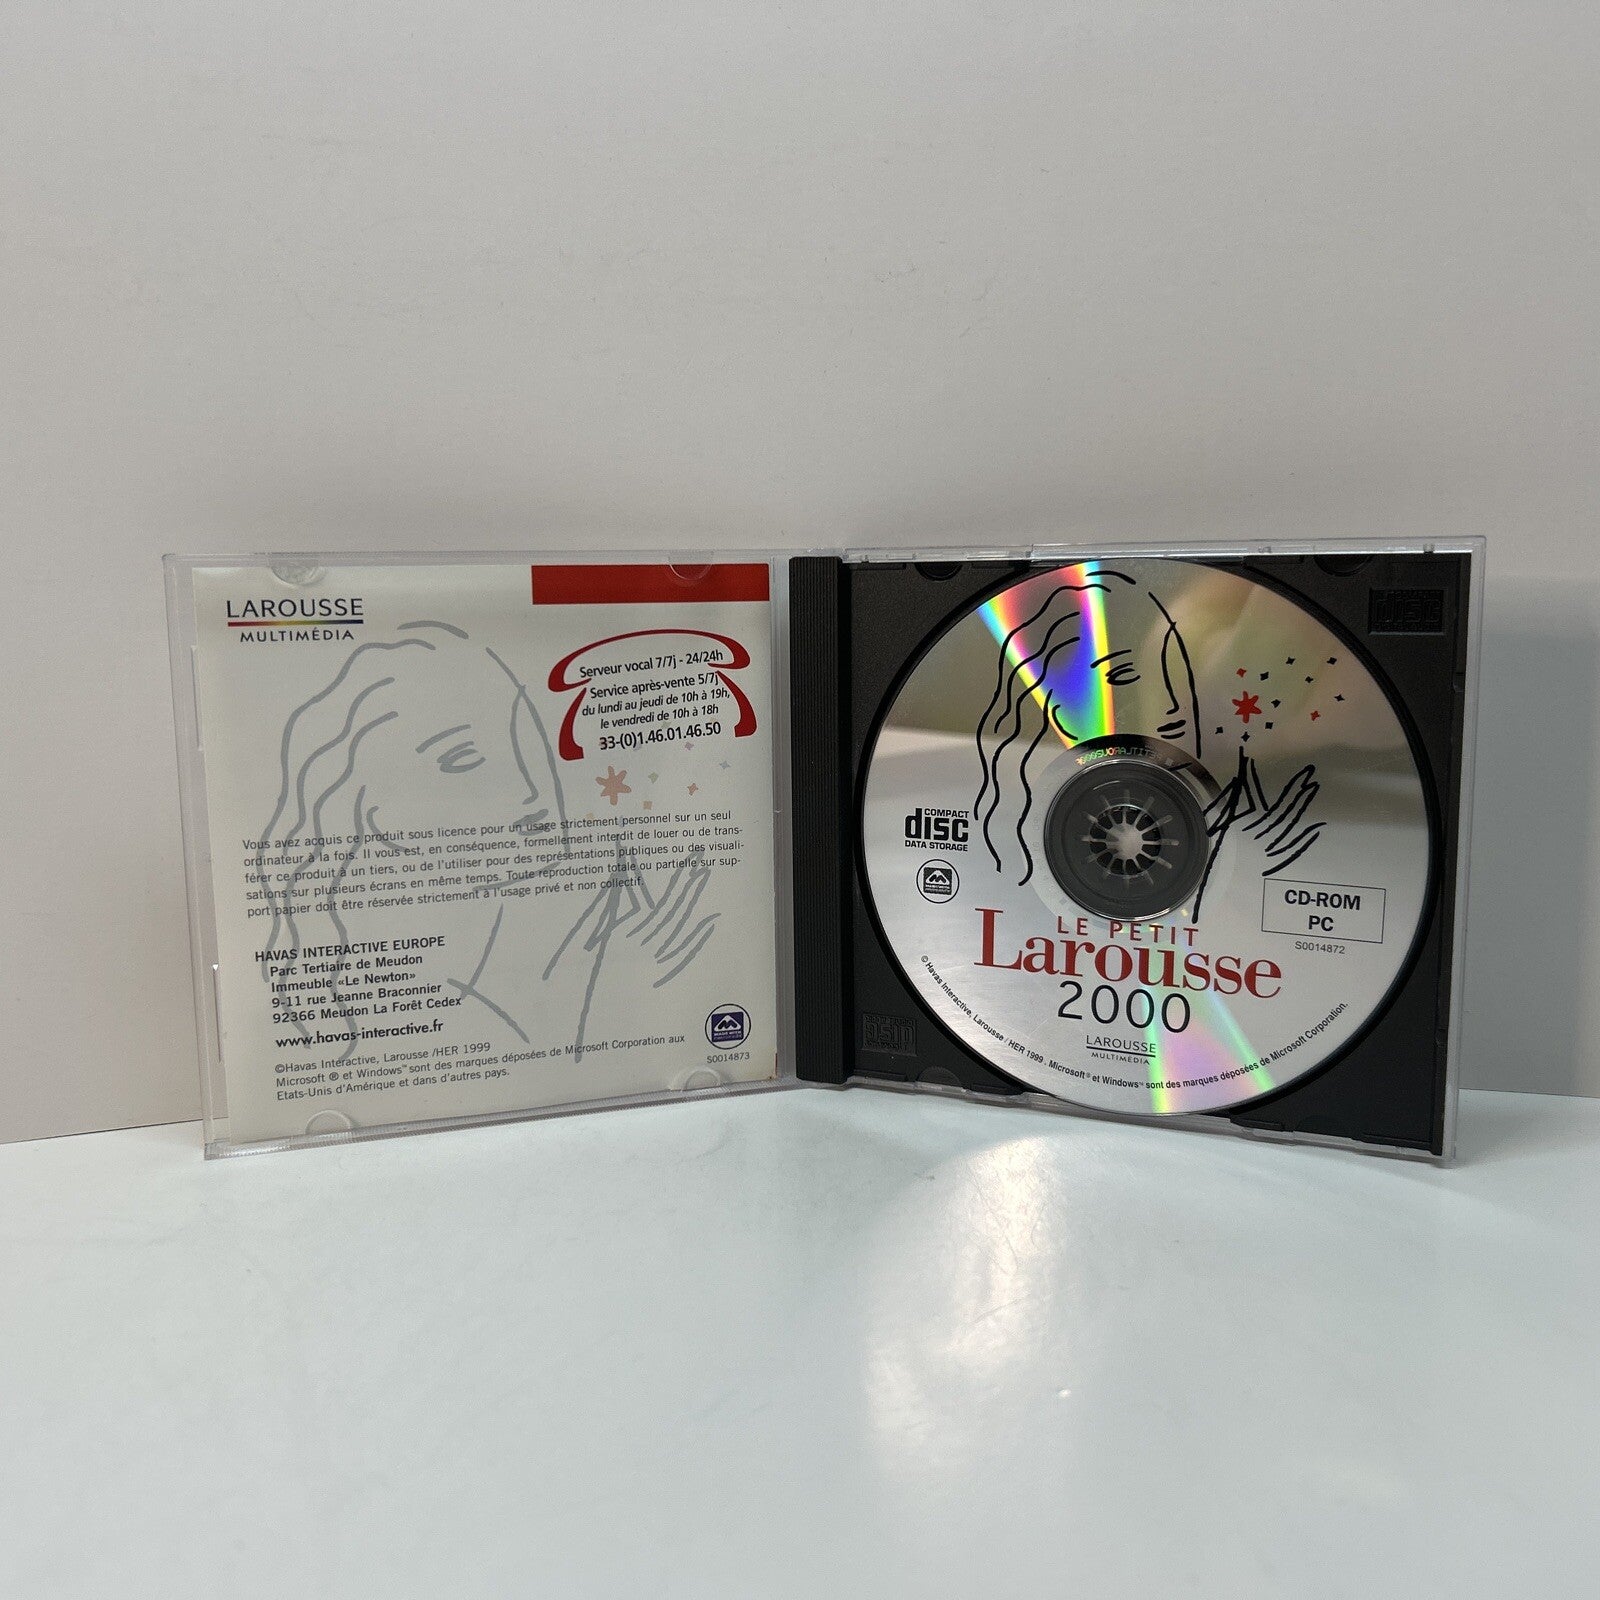 LAROUSSE
MULTIMÉDIA
Serveur vocal 7/7j - 24/24h
Service après-vente 5/7j
du lundi au jeudi de 10h à 19h,
le vendredi de 10h à 18h
33-(0)1.46.01.46.50
Vous avez acquis ce produit sous licence pour un usage strictement personnel sur un seul
ordinateur à la fois. Il vous est, en conséquence, formellement interdit de louer ou de trans-
férer ce produit à un tiers, ou de l'utiliser pour des représentations publiques ou des visuali-
sations sur plusieurs écrans en même temps. Toute reproduction totale ou partielle sur sup-
port papier doit être réservée strictement à l'usage privé et non collectif.
HAVAS INTERACTIVE EUROPE
Parc Tertiaire de Meudon
Immeuble «Le Newton»
9-11 rue Jeanne Braconnier
92366 Meudon La Forêt Cedex
www.havas-interactive.fr
©Havas Interactive, Larousse /HER 1999
Microsoft ® et Windows™ sont des marques déposées de Microsoft Corporation aux
Etats-Unis d'Amérique et dans d'autres pays.
S0014873
COMPACT
disc
DATA STORAGE
CD-ROM
PC
S0014872
LE PETIT
Larousse
2000
LAROUSSE
MULTIMÉDIA
© Havas Interactive, Larousse / HER 1999. Microsoft ® et Windows™ sont des marques déposées de Microsoft Corporation.